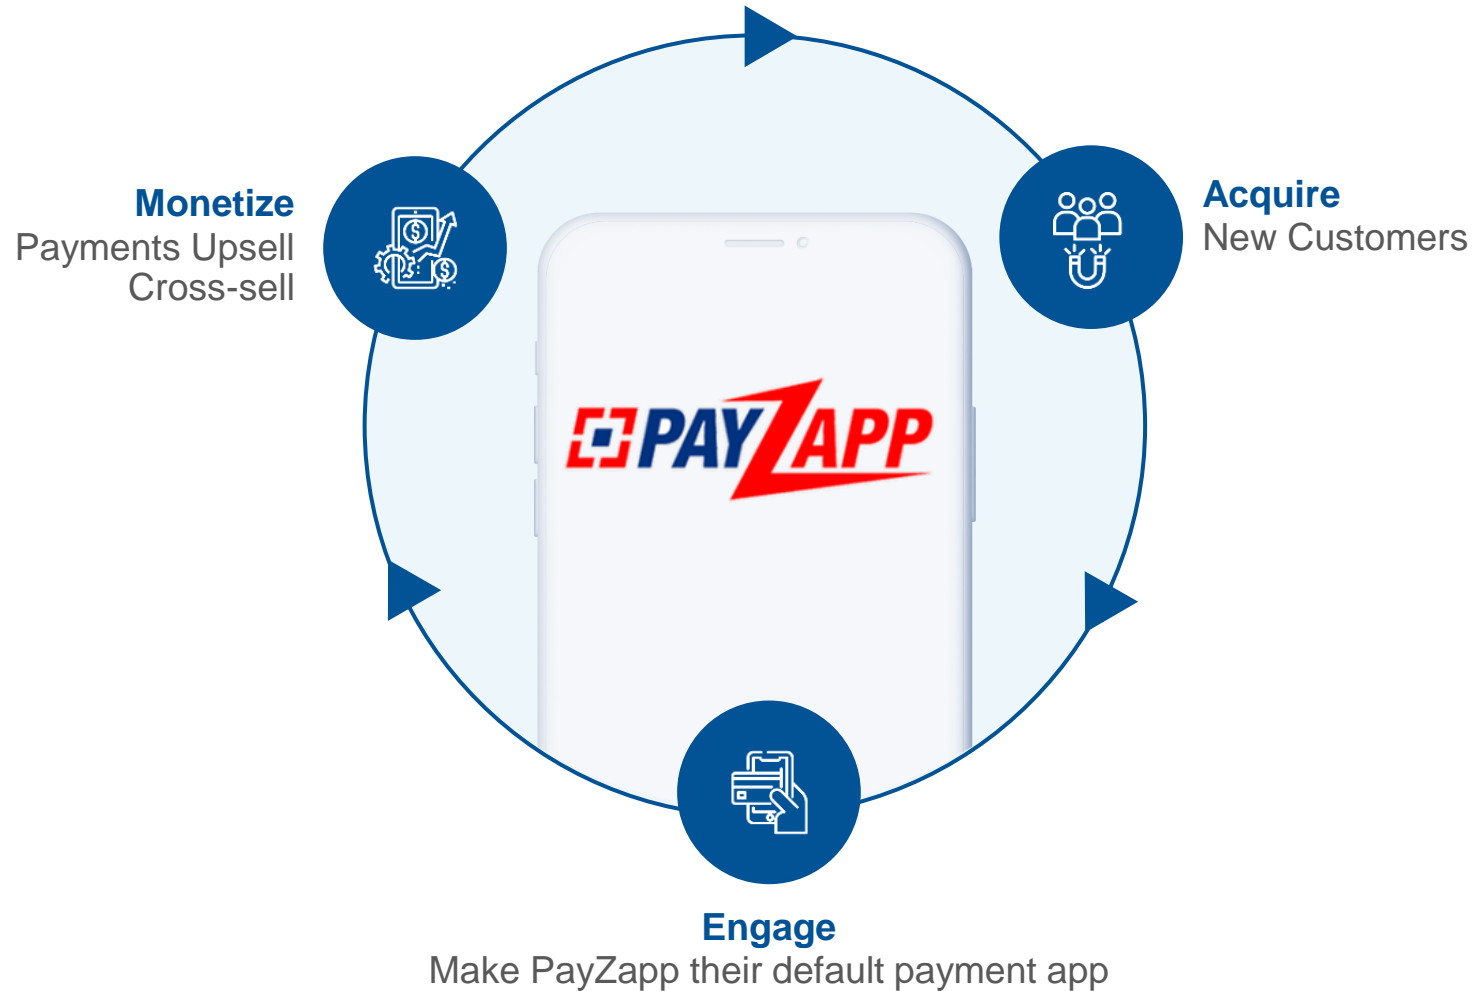 Monetize
Payments Upsell
Cross-sell
Acquire
New Customers
PAYZAPP
Engage
Make PayZapp their default payment app